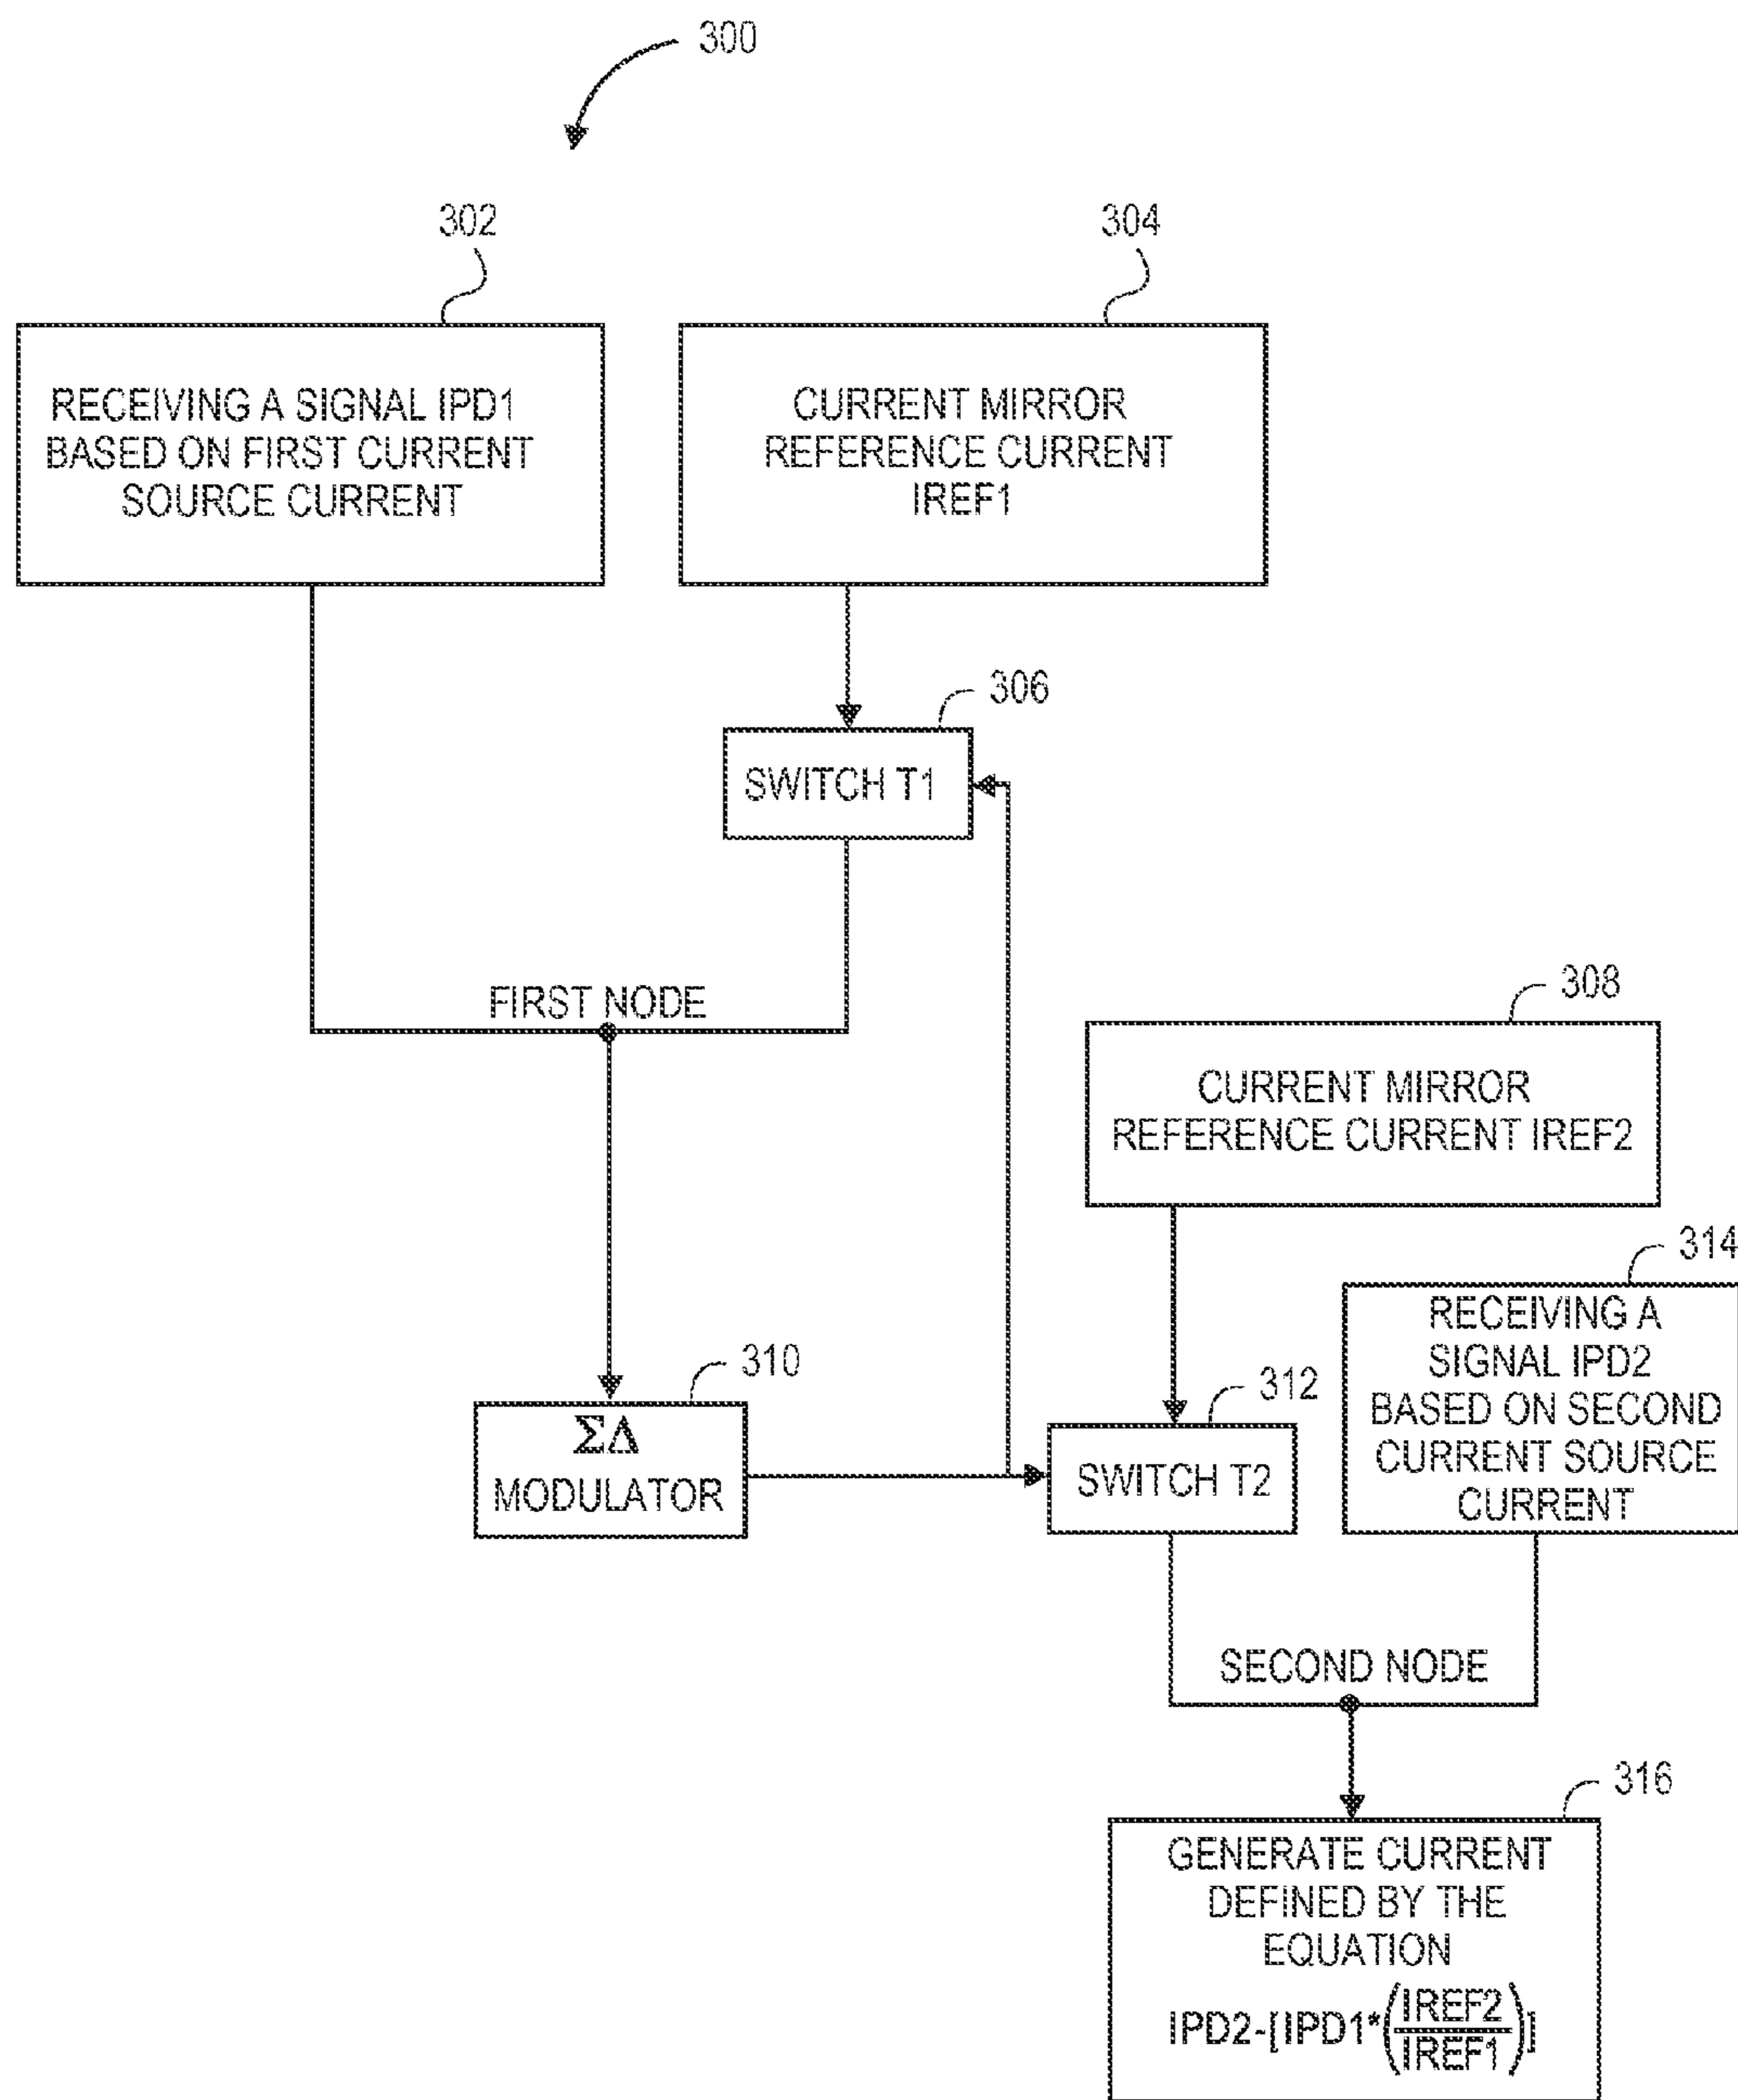 300
302
304
RECEIVING A SIGNAL IPD1
BASED ON FIRST CURRENT
SOURCE CURRENT
CURRENT MIRROR
REFERENCE CURRENT
IREF1
306
SWITCH T1
FIRST NODE
308
CURRENT MIRROR
REFERENCE CURRENT IREF2
314
RECEIVING A
SIGNAL IPD2
BASED ON SECOND
CURRENT SOURCE
CURRENT
310
ΣΔ
MODULATOR
312
SWITCH T2
SECOND NODE
316
GENERATE CURRENT
DEFINED BY THE
EQUATION
IPD2-[IPD1*(IREF2/IREF1)]